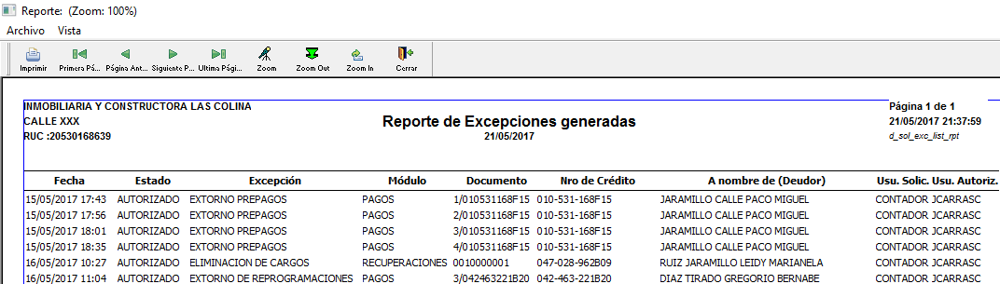 Reporte:  (Zoom: 100%)
Archivo Vista
Imprimir Primera Pá... Página Ant... Siguiente P... Ultima Pági... Zoom Zoom Out Zoom In Cerrar
INMOBILIARIA Y CONSTRUCTORA LAS COLINA Página 1 de 1
CALLE XXX Reporte de Excepciones generadas 21/05/2017 21:37:59
RUC :20530168639 21/05/2017 d_sol_exc_list_rpt
Fecha Estado Excepción Módulo Documento Nro de Crédito A nombre de (Deudor) Usu. Solic. Usu. Autoriz.
15/05/2017 17:43 AUTORIZADO EXTORNO PREPAGOS PAGOS 1/010531168F15 010-531-168F15 JARAMILLO CALLE PACO MIGUEL CONTADOR JCARRASC
15/05/2017 17:56 AUTORIZADO EXTORNO PREPAGOS PAGOS 2/010531168F15 010-531-168F15 JARAMILLO CALLE PACO MIGUEL CONTADOR JCARRASC
15/05/2017 18:01 AUTORIZADO EXTORNO PREPAGOS PAGOS 3/010531168F15 010-531-168F15 JARAMILLO CALLE PACO MIGUEL CONTADOR JCARRASC
15/05/2017 18:35 AUTORIZADO EXTORNO PREPAGOS PAGOS 4/010531168F15 010-531-168F15 JARAMILLO CALLE PACO MIGUEL CONTADOR JCARRASC
16/05/2017 10:27 AUTORIZADO ELIMINACION DE CARGOS RECUPERACIONES 0010000001 047-028-962B09 RUIZ JARAMILLO LEIDY MARIANELA CONTADOR JCARRASC
16/05/2017 11:04 AUTORIZADO EXTORNO DE REPROGRAMACIONES PAGOS 3/042463221B20 042-463-221B20 DIAZ TIRADO GREGORIO BERNABE CONTADOR JCARRASC